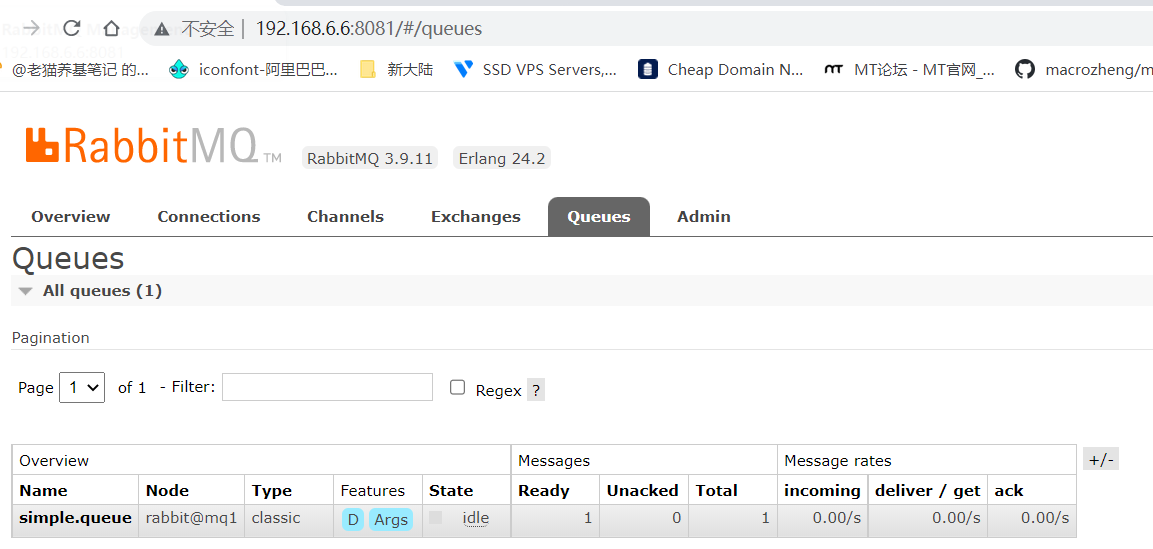 不安全 | 192.168.6.6:8081/#/queues
@老猫养基笔记 的... iconfont-阿里巴巴... 新大陆 SSD VPS Servers,... Cheap Domain N... MT论坛 - MT官网_... macrozheng/m
RabbitMQ TM RabbitMQ 3.9.11 Erlang 24.2
Overview Connections Channels Exchanges Queues Admin
Queues
All queues (1)
Pagination
Page 1 of 1 - Filter: Regex ?
Overview Messages Message rates +/-
Name Node Type Features State Ready Unacked Total incoming deliver / get ack
simple.queue rabbit@mq1 classic D Args idle 1 0 1 0.00/s 0.00/s 0.00/s